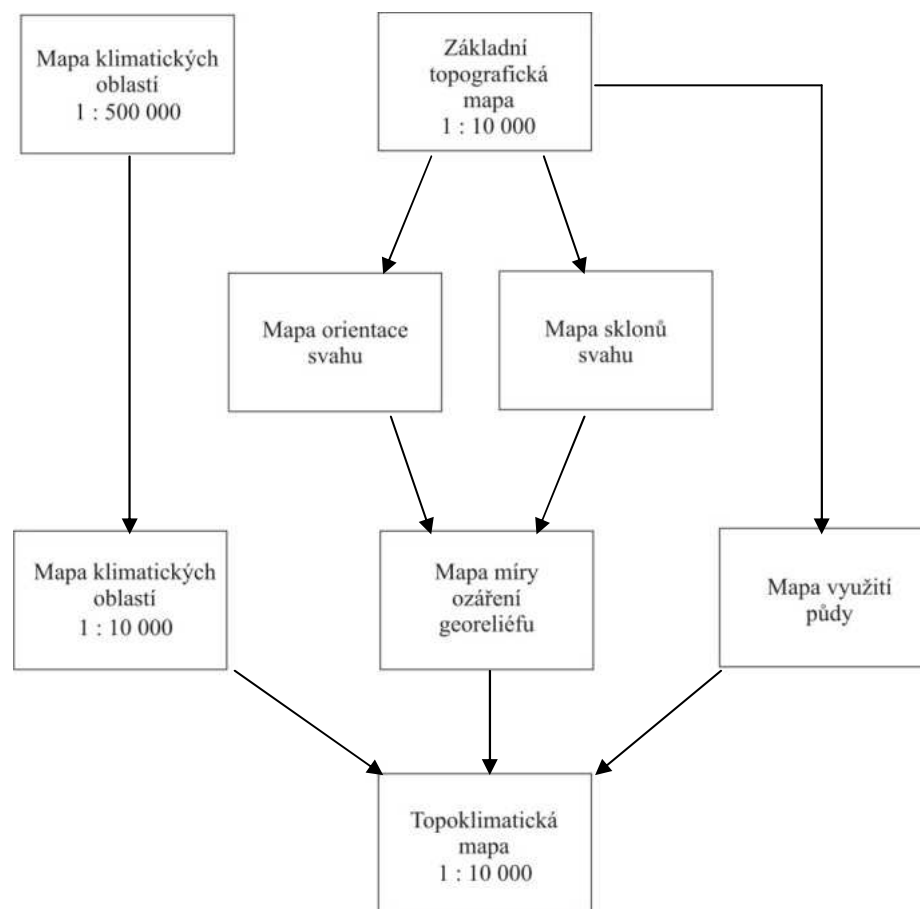 Mapa klimatických
oblastí
1 : 500 000
Základní
topografická
mapa
1 : 10 000
Mapa orientace
svahu
Mapa sklonů
svahu
Mapa klimatických
oblastí
1 : 10 000
Mapa míry
ozáření
georeliéfu
Mapa využití
půdy
Topoklimatická
mapa
1 : 10 000